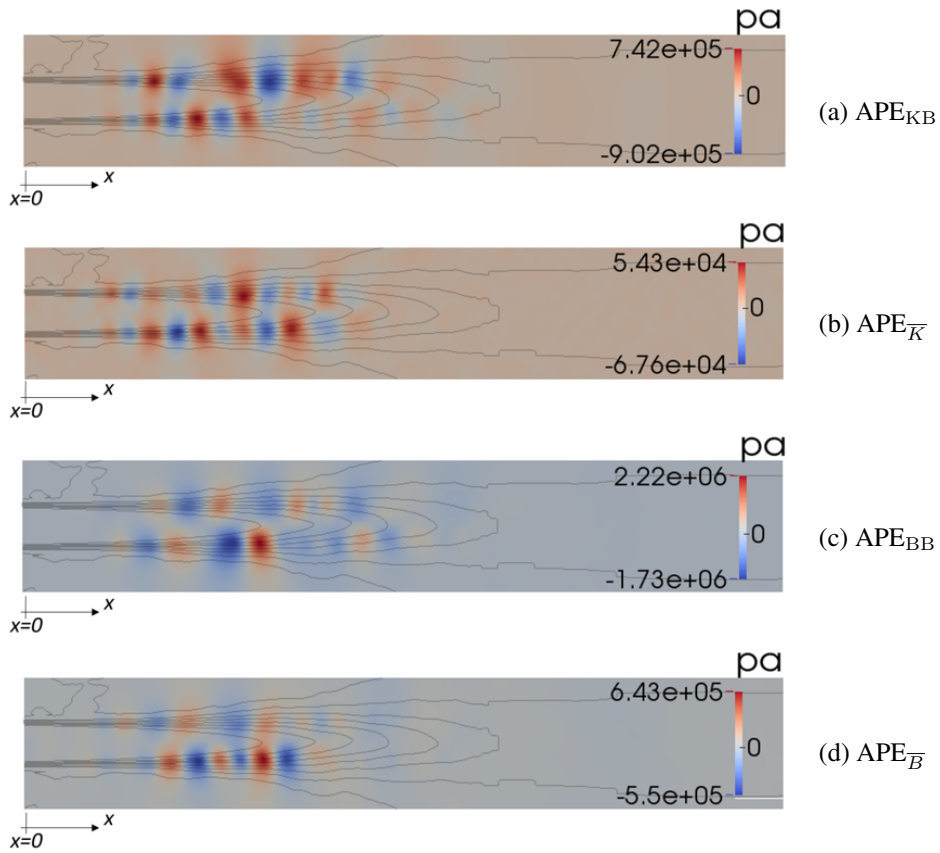 pa
7.42e+05
0
-9.02e+05
(a) APE_KB
x
x=0
pa
5.43e+04
0
-6.76e+04
(b) APE_K̅
x
x=0
pa
2.22e+06
0
-1.73e+06
(c) APE_BB
x
x=0
pa
6.43e+05
0
-5.5e+05
(d) APE_B̅
x
x=0